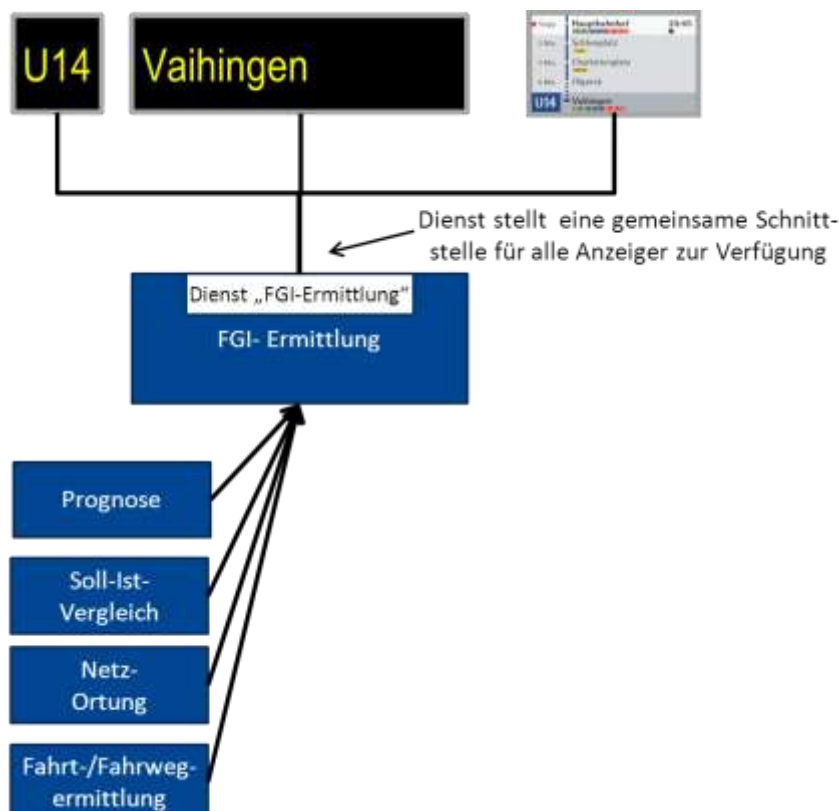 U14
Vaihingen
Hauptbahnhof
Schlossplatz
Charlottenplatz
Olgaeck
U14
Vaihingen
Dienst stellt eine gemeinsame Schnitt-
stelle für alle Anzeiger zur Verfügung
Dienst „FGI-Ermittlung“
FGI- Ermittlung
Prognose
Soll-Ist-
Vergleich
Netz-
Ortung
Fahrt-/Fahrweg-
ermittlung